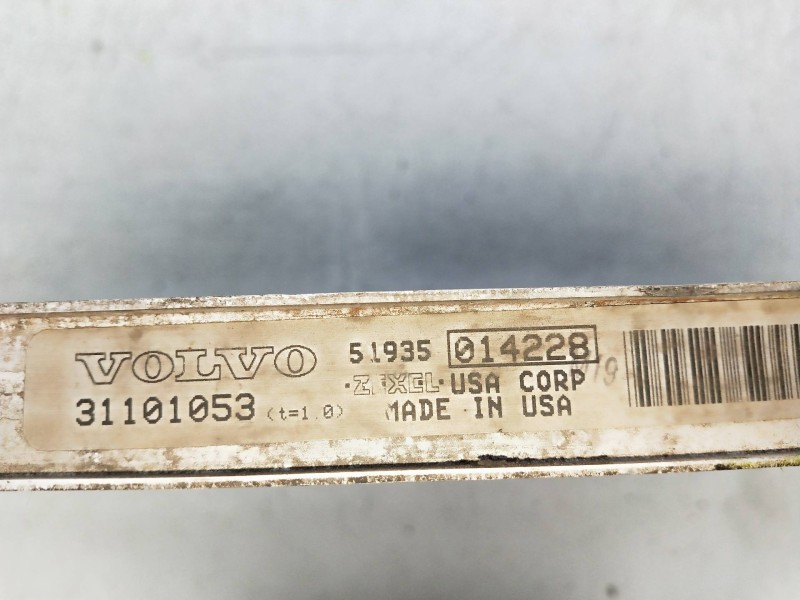 VOLVO 51935 014228
ZEXEL USA CORP
31101053 (t=1.0) MADE IN USA